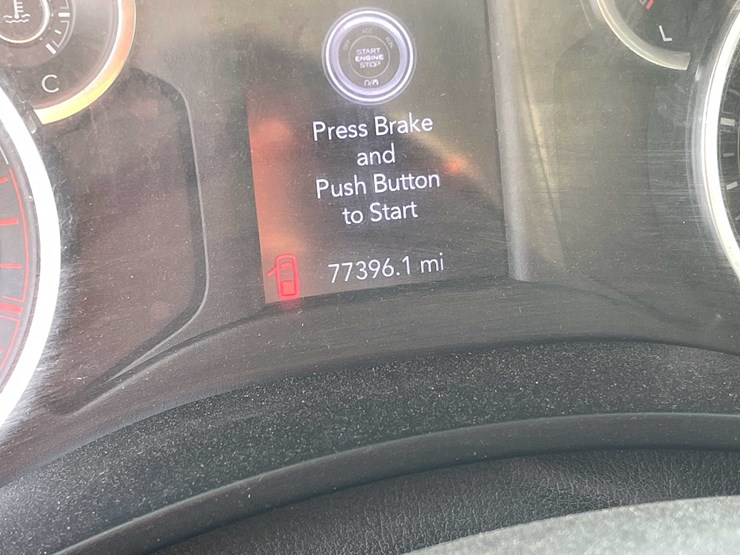 C
L
START
ENGINE
STOP
Press Brake
and
Push Button
to Start
77396.1 mi